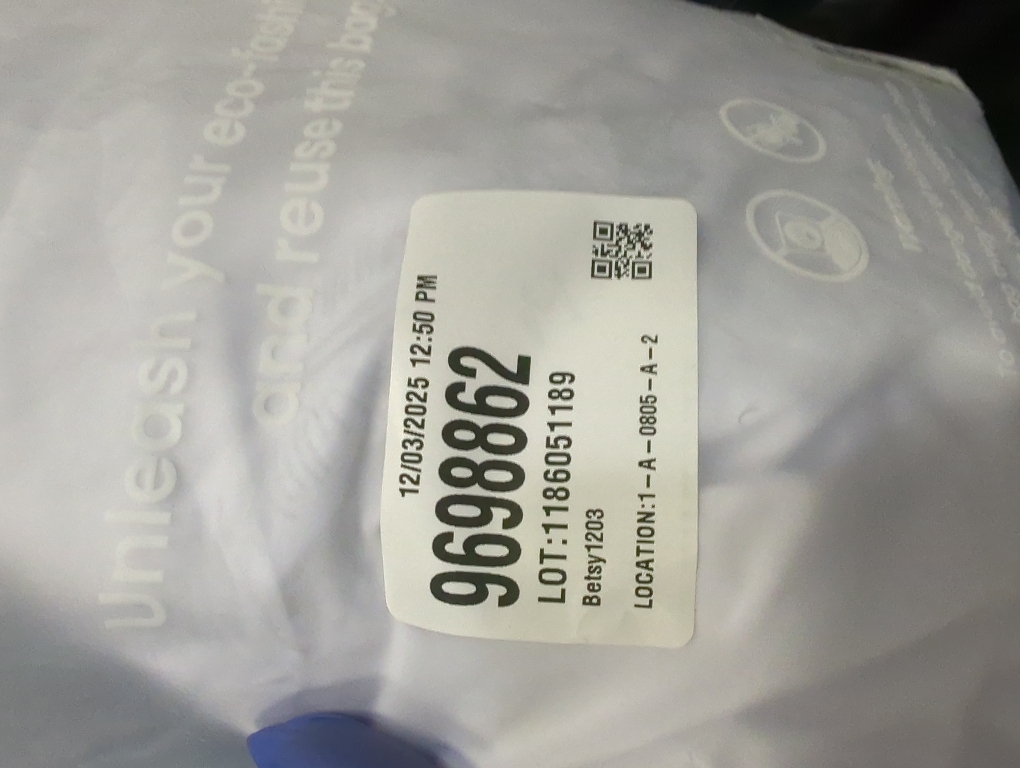 Unleash your eco-fash
and reuse this bag
12/03/2025 12:50 PM
9698862
LOT:1186051189
Betsy1203
LOCATION:1-A-0805-A-2